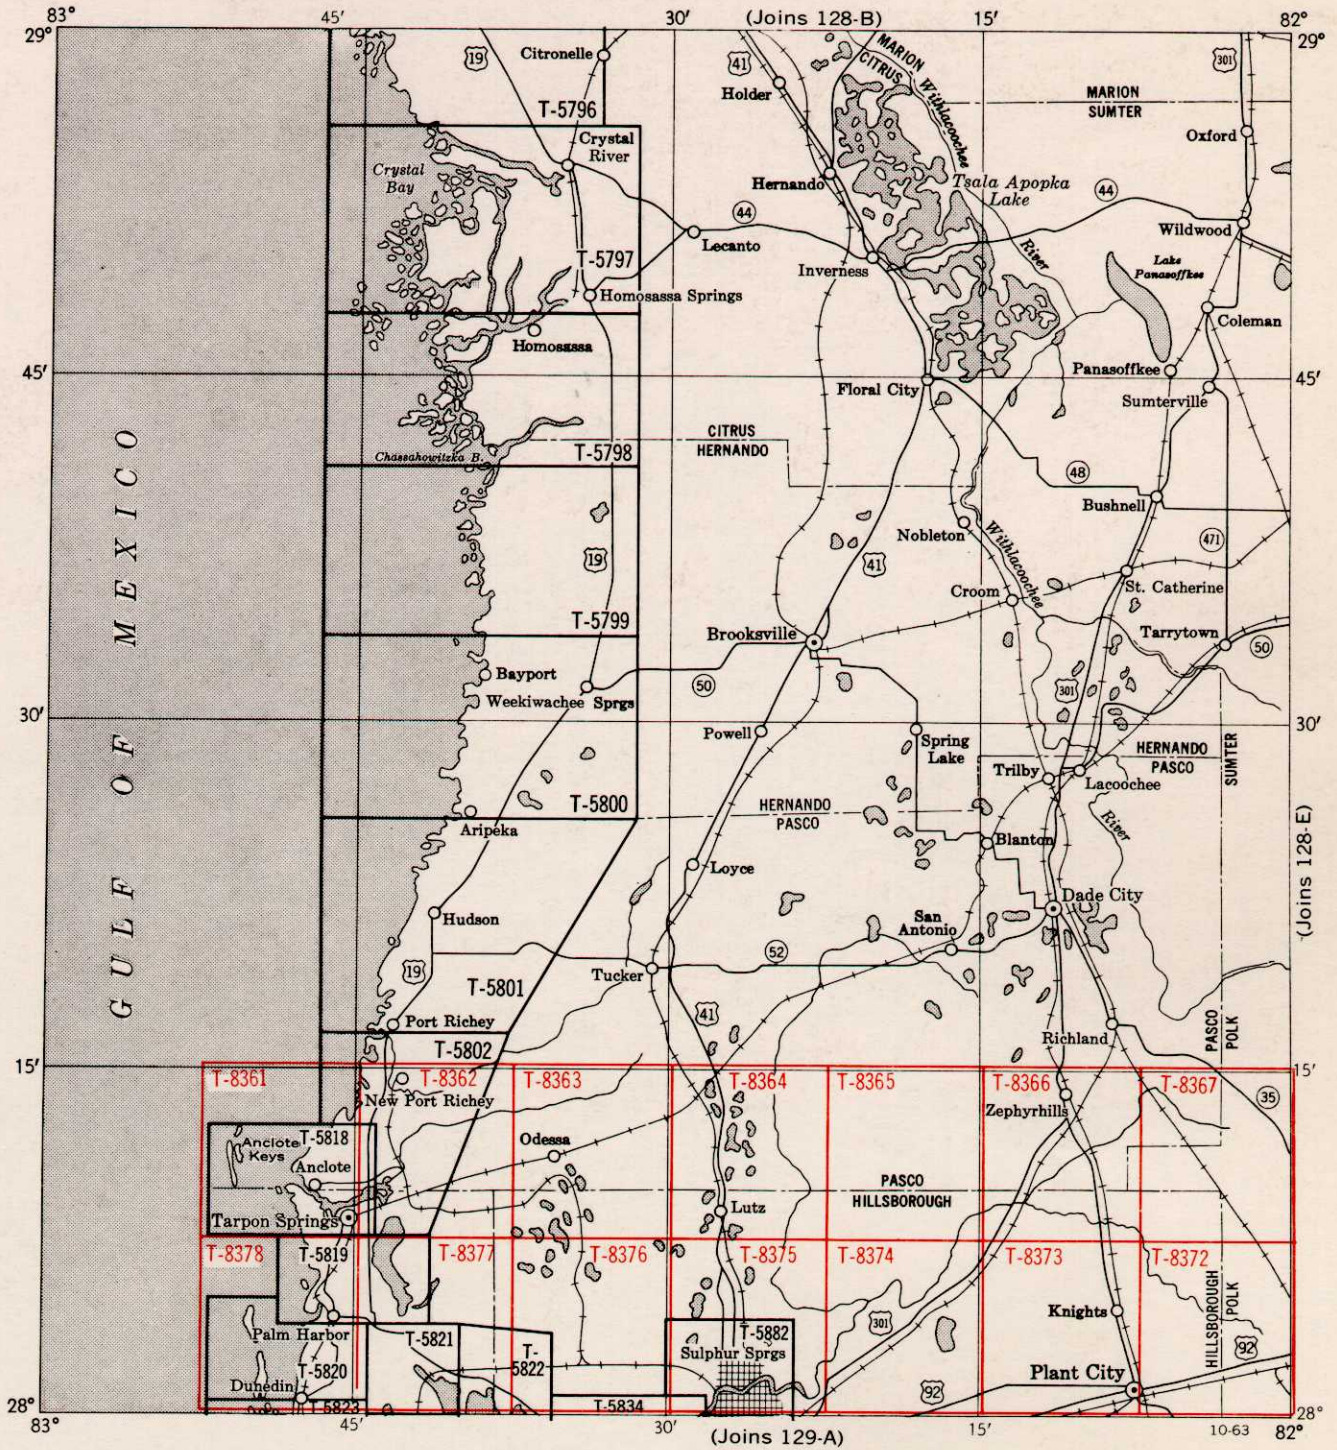 83°
45'
30'
(Joins 128-B)
15'
82°
29°
29°
19
Citronelle
41
Holder
MARION
CITRUS
Withlacoochee
301
MARION
SUMTER
T-5796
Oxford
Crystal
River
Crystal
Bay
Hernando
Tsala Apopka
Lake
44
44
Wildwood
Lecanto
River
T-5797
Inverness
Lake
Panasoffkee
Homosassa Springs
Coleman
Homosassa
45'
Panasoffkee
45'
Floral City
Sumterville
CITRUS
HERNANDO
Chassahowitzka B.
T-5798
48
Bushnell
GULF OF MEXICO
Nobleton
Withlacoochee
471
19
41
Croom
St. Catherine
T-5799
Brooksville
Tarrytown
50
Bayport
Weekiwachee Sprgs
50
301
30'
30'
Powell
Spring
Lake
HERNANDO
PASCO
SUMTER
Trilby
Lacoochee
T-5800
HERNANDO
PASCO
Aripeka
River
Blanton
(Joins 128-E)
Loyce
Dade City
Hudson
San
Antonio
52
19
Tucker
T-5801
41
Port Richey
Richland
PASCO
POLK
T-5802
15'
15'
T-8361
T-8362
T-8363
T-8364
T-8365
T-8366
T-8367
New Port Richey
Zephyrhills
35
T-5818
Anclote
Keys
Odessa
Anclote
PASCO
HILLSBOROUGH
Tarpon Springs
Lutz
T-8378
T-5819
T-8377
T-8376
T-8375
T-8374
T-8373
T-8372
HILLSBOROUGH
POLK
Knights
Palm Harbor
T-5821
T-5882
301
T-
5822
Sulphur Sprgs
92
T-5820
Plant City
Dunedin
92
T-5823
T-5834
28°
28°
83°
45'
30'
(Joins 129-A)
15'
10-63
82°